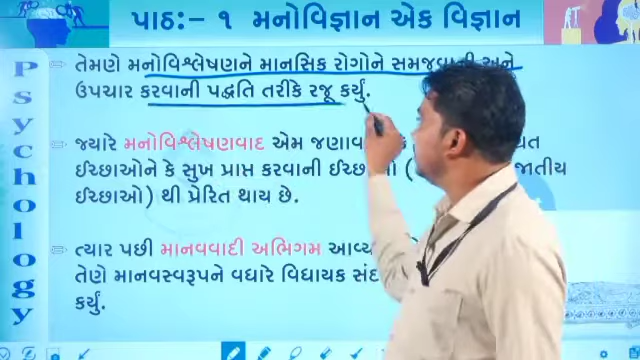 પાઠ:– ૧ મનોવિજ્ઞાન એક વિજ્ઞાન
Psychology
તેમણે મનોવિશ્લેષણને માનસિક રોગોને સમજવાની અને
ઉપચાર કરવાની પદ્ધતિ તરીકે રજૂ કર્યું.
જ્યારે મનોવિશ્લેષણવાદ એમ જણાવ
ઈચ્છાઓને કે સુખ પ્રાપ્ત કરવાની ઈચ્છાઓ ( જાતીય
ઈચ્છાઓ) થી પ્રેરિત થાય છે.
ત્યાર પછી માનવવાદી અભિગમ
તેણે માનવસ્વરૂપને વધારે વિધાયક
કર્યું.